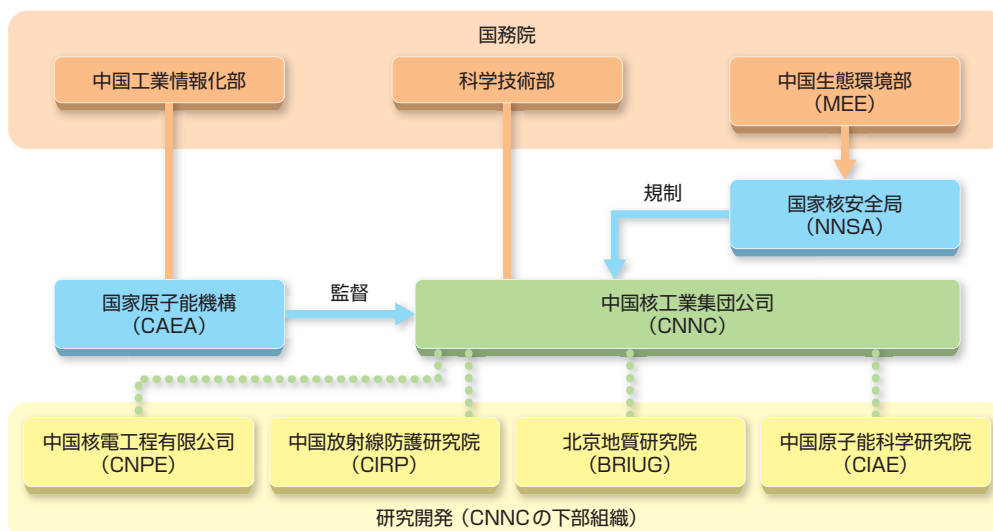 国務院
中国工業情報化部
科学技術部
中国生態環境部
（MEE）
規制
国家核安全局
（NNSA）
国家原子能機構
（CAEA）
監督
中国核工業集団公司
（CNNC）
中国核電工程有限公司
（CNPE）
中国放射線防護研究院
（CIRP）
北京地質研究院
（BRIUG）
中国原子能科学研究院
（CIAE）
研究開発（CNNCの下部組織）